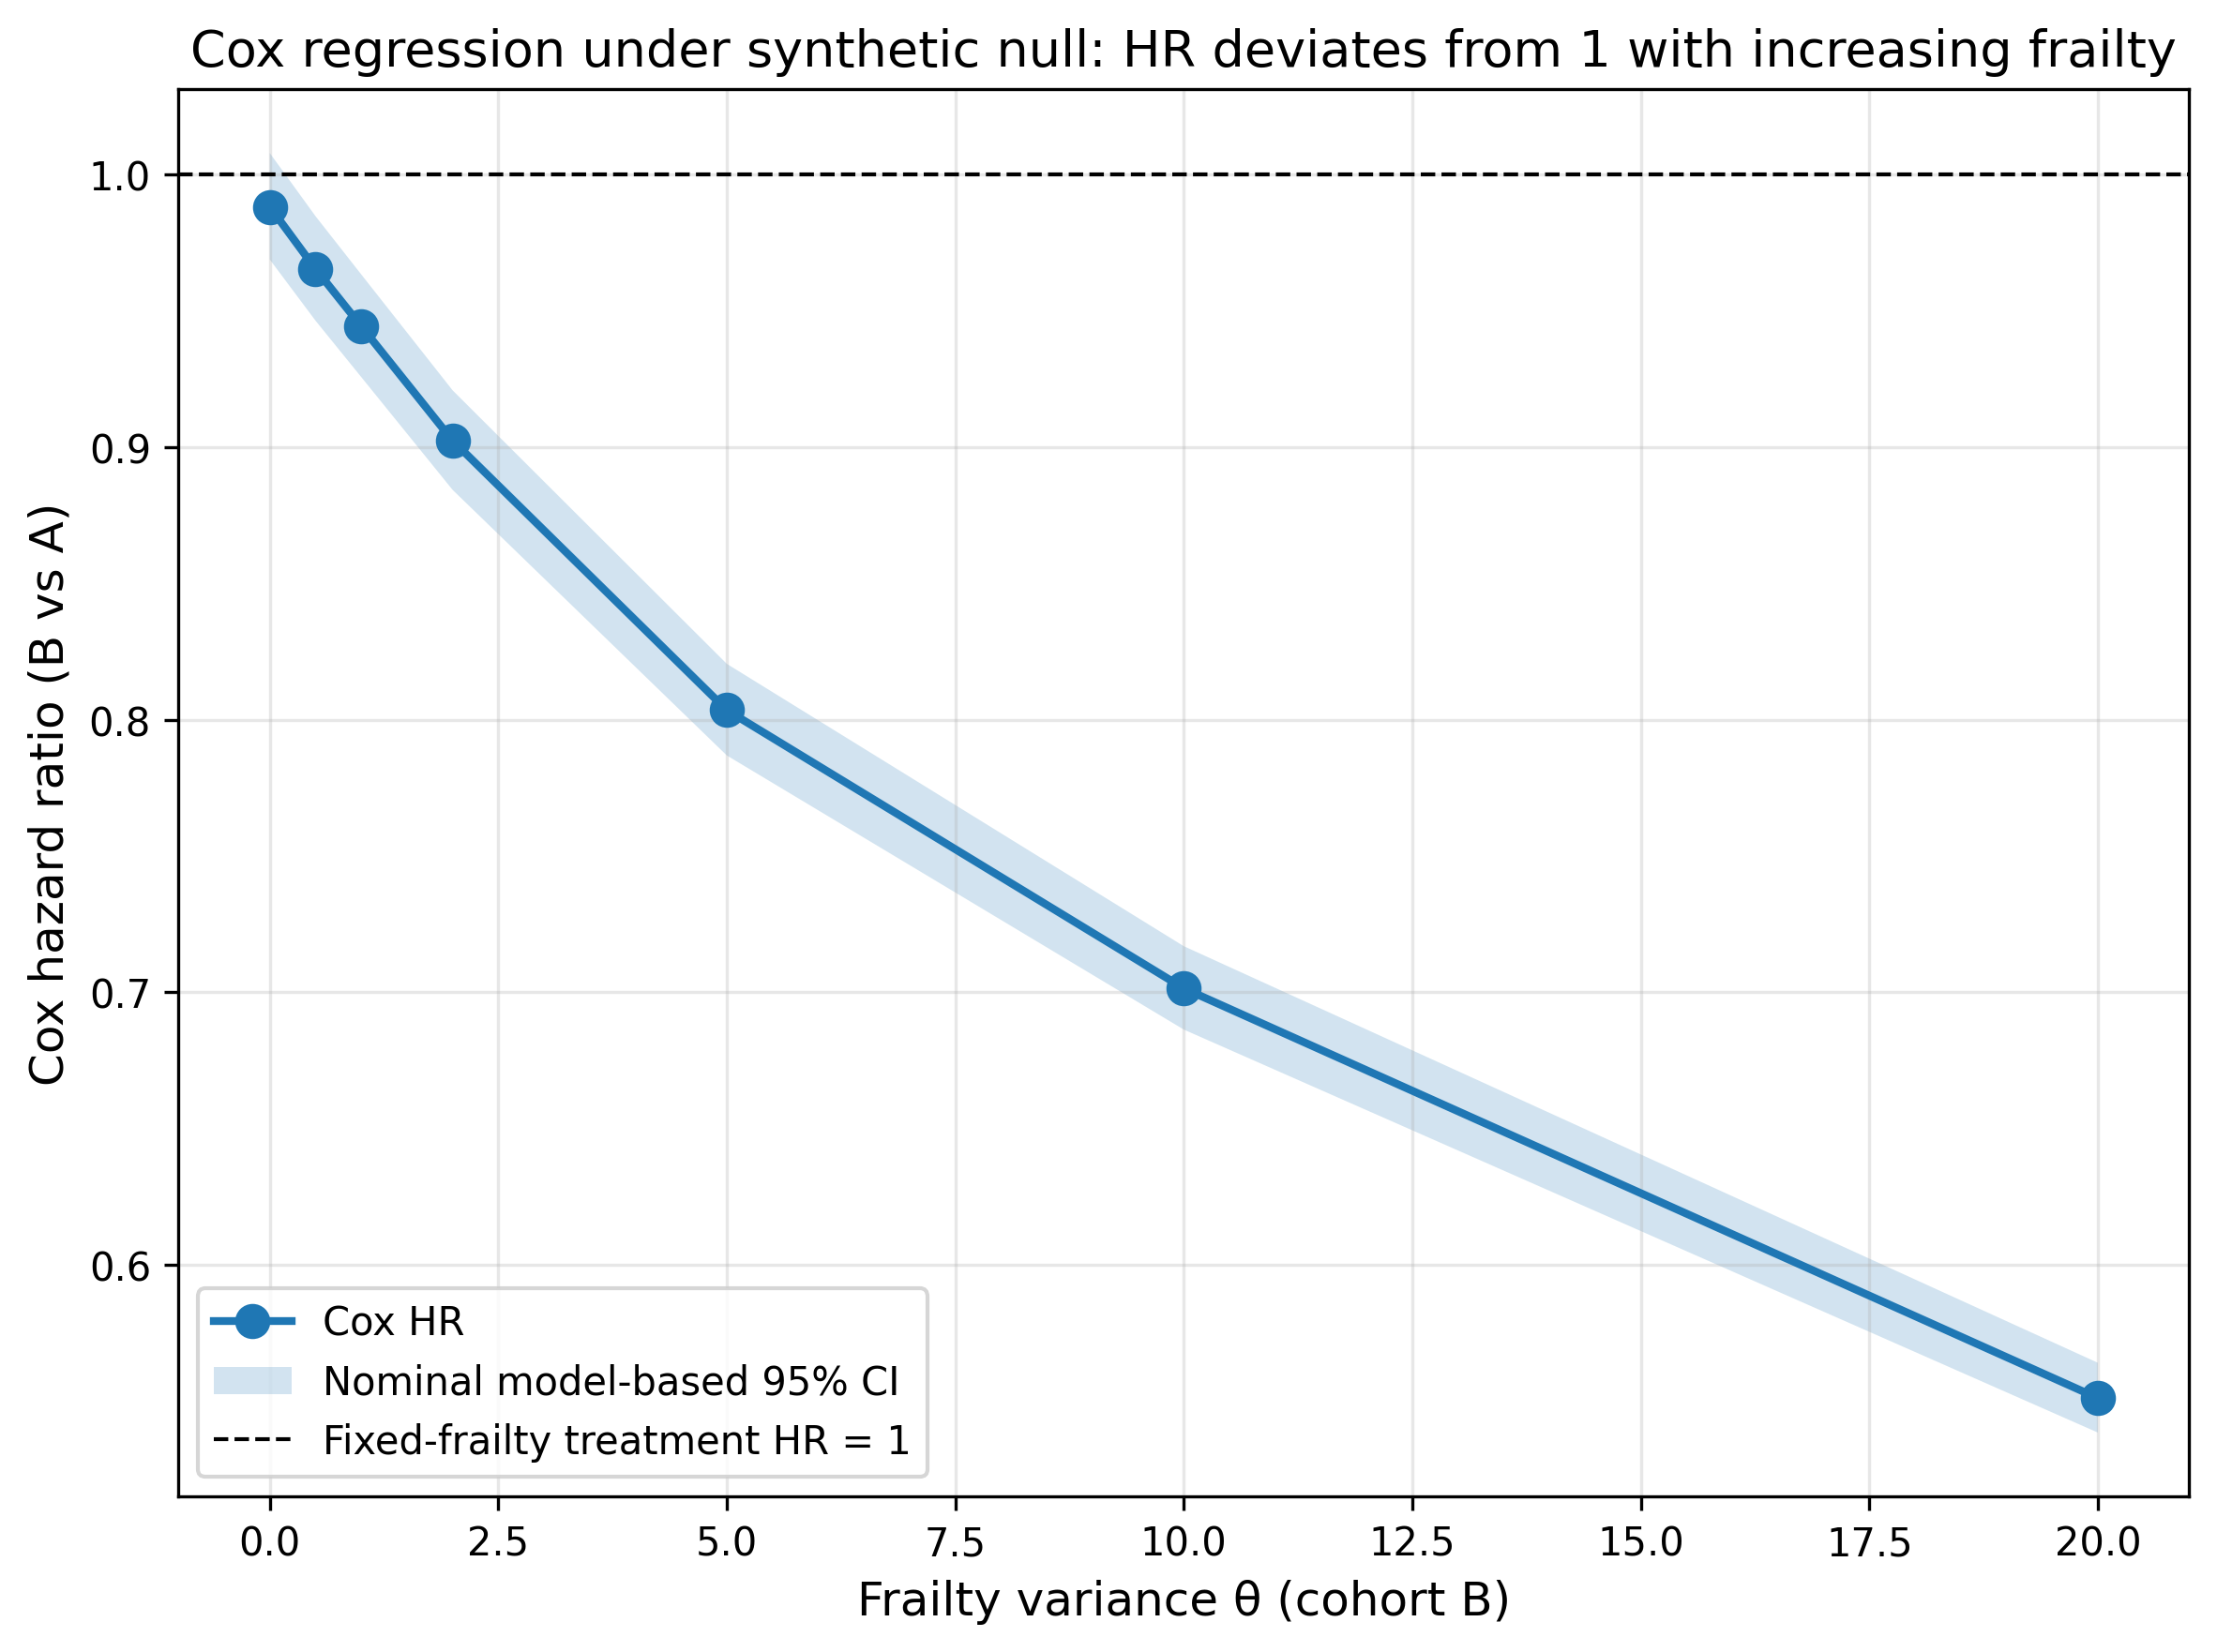 Cox regression under synthetic null: HR deviates from 1 with increasing frailty
Cox hazard ratio (B vs A)
1.0
0.9
0.8
0.7
0.6
Cox HR
Nominal model-based 95% CI
Fixed-frailty treatment HR = 1
0.0 2.5 5.0 7.5 10.0 12.5 15.0 17.5 20.0
Frailty variance θ (cohort B)